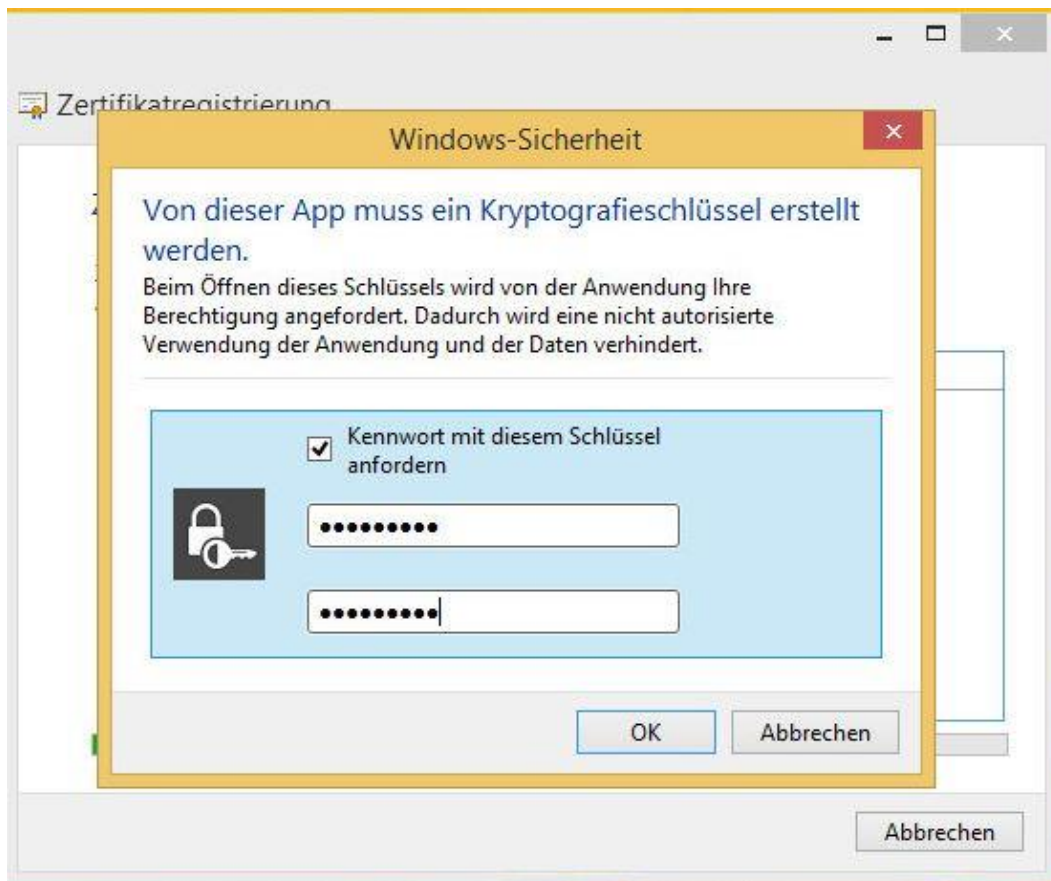 Zertifikatregistrierung
Windows-Sicherheit
Von dieser App muss ein Kryptografieschlüssel erstellt
werden.
Beim Öffnen dieses Schlüssels wird von der Anwendung Ihre
Berechtigung angefordert. Dadurch wird eine nicht autorisierte
Verwendung der Anwendung und der Daten verhindert.
Kennwort mit diesem Schlüssel
anfordern
●●●●●●●●●
●●●●●●●●●
OK Abbrechen
Abbrechen